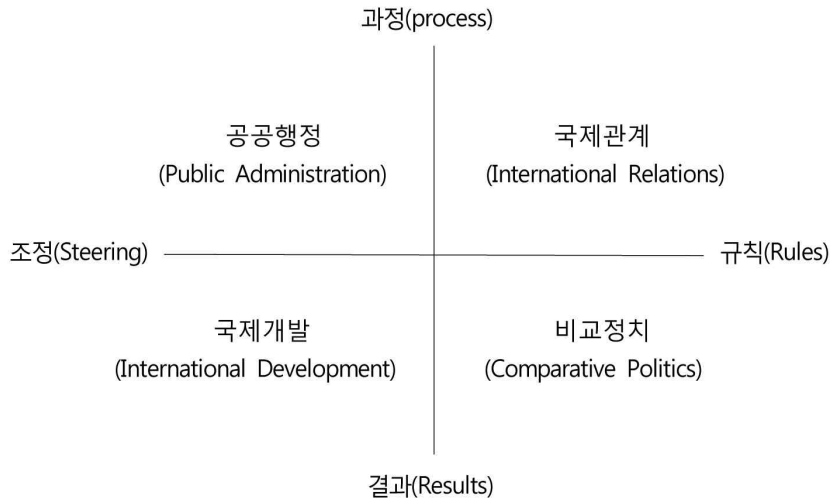 과정(process)
공공행정
(Public Administration)
국제관계
(International Relations)
조정(Steering)
규칙(Rules)
국제개발
(International Development)
비교정치
(Comparative Politics)
결과(Results)